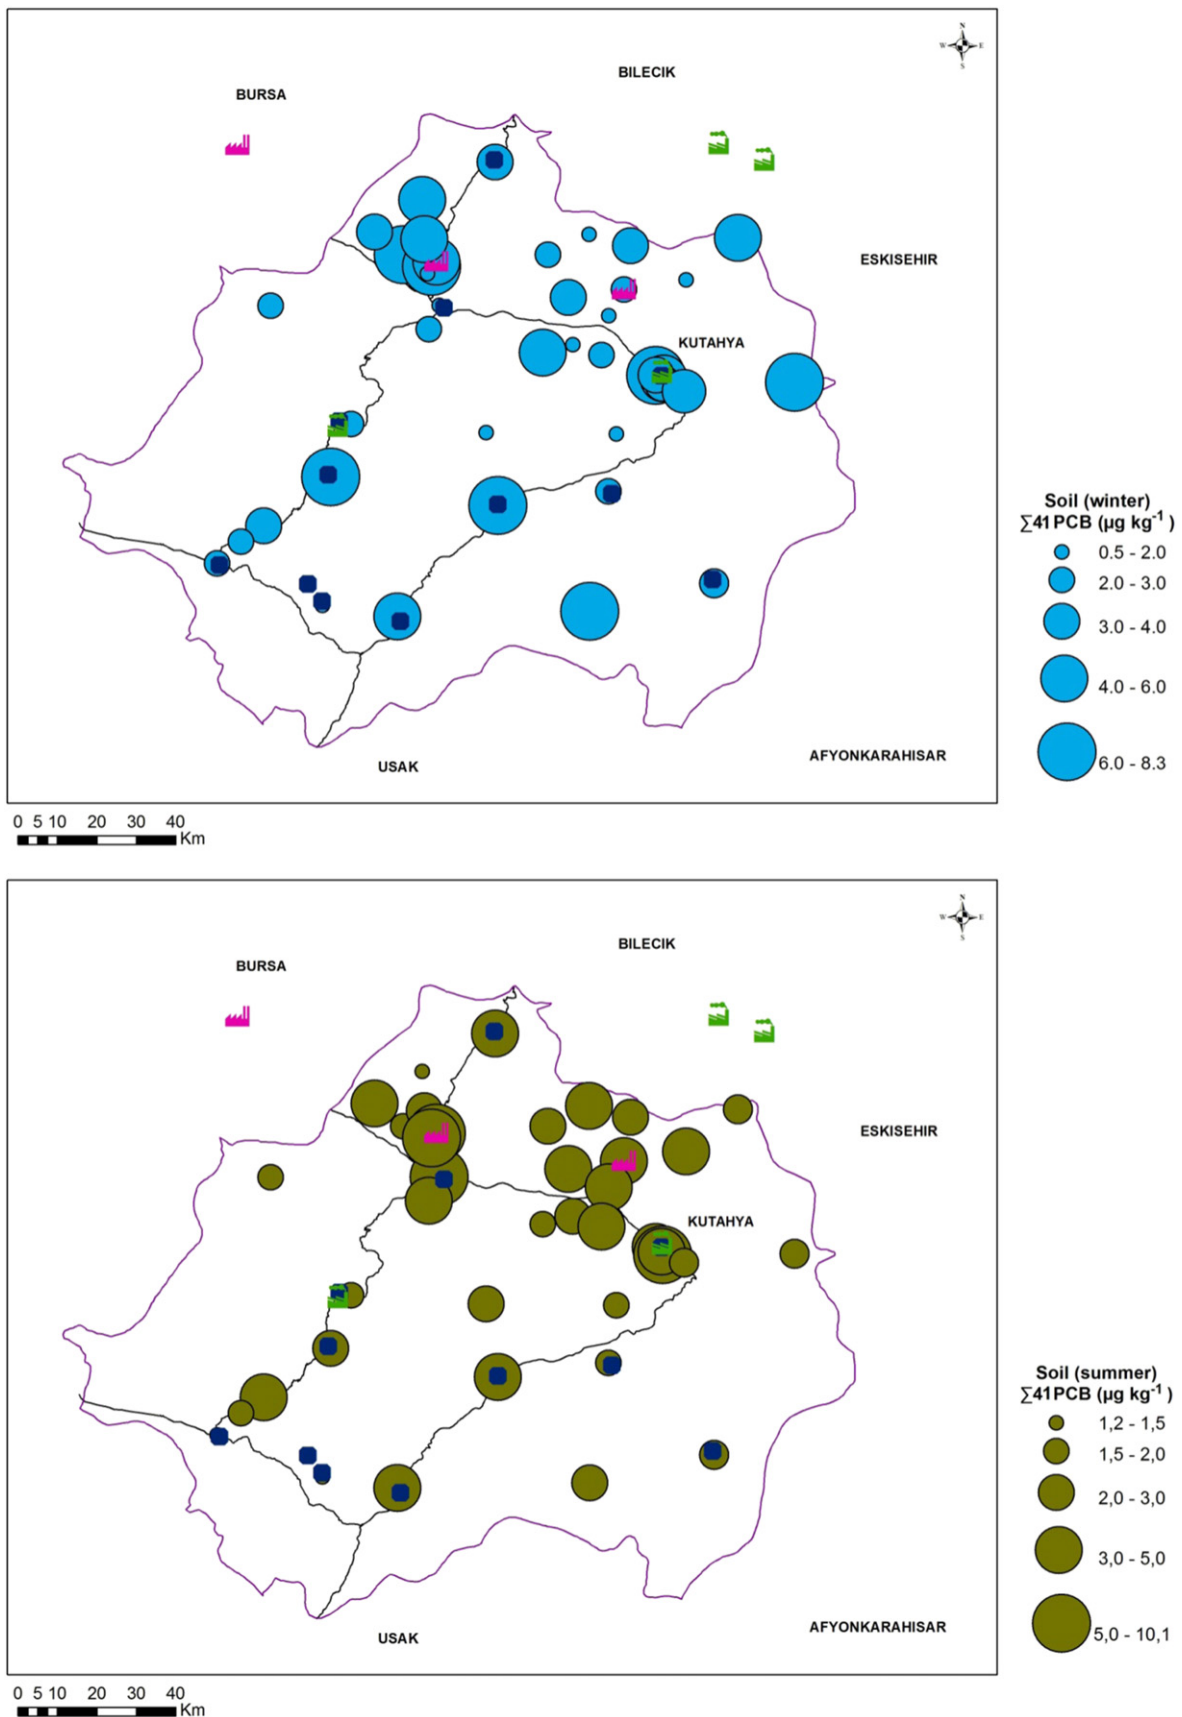 N
W E
S
BILECIK
BURSA
ESKISEHIR
KUTAHYA
Soil (winter)
∑41PCB (µg kg-1 )
0.5 - 2.0
2.0 - 3.0
3.0 - 4.0
4.0 - 6.0
6.0 - 8.3
AFYONKARAHISAR
USAK
0 5 10 20 30 40
Km
N
W E
S
BILECIK
BURSA
ESKISEHIR
KUTAHYA
Soil (summer)
∑41PCB (µg kg-1 )
1,2 - 1,5
1,5 - 2,0
2,0 - 3,0
3,0 - 5,0
5,0 - 10,1
AFYONKARAHISAR
USAK
0 5 10 20 30 40
Km